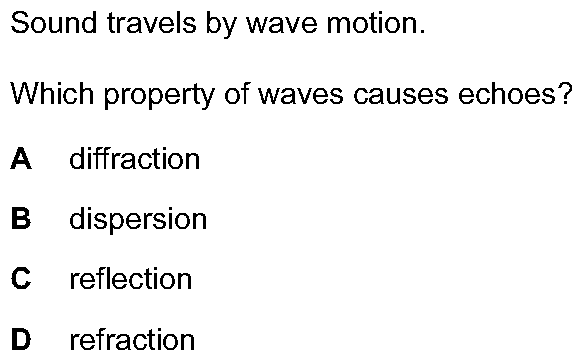 Sound travels by wave motion.
Which property of waves causes echoes?
A diffraction
B dispersion
C reflection
D refraction